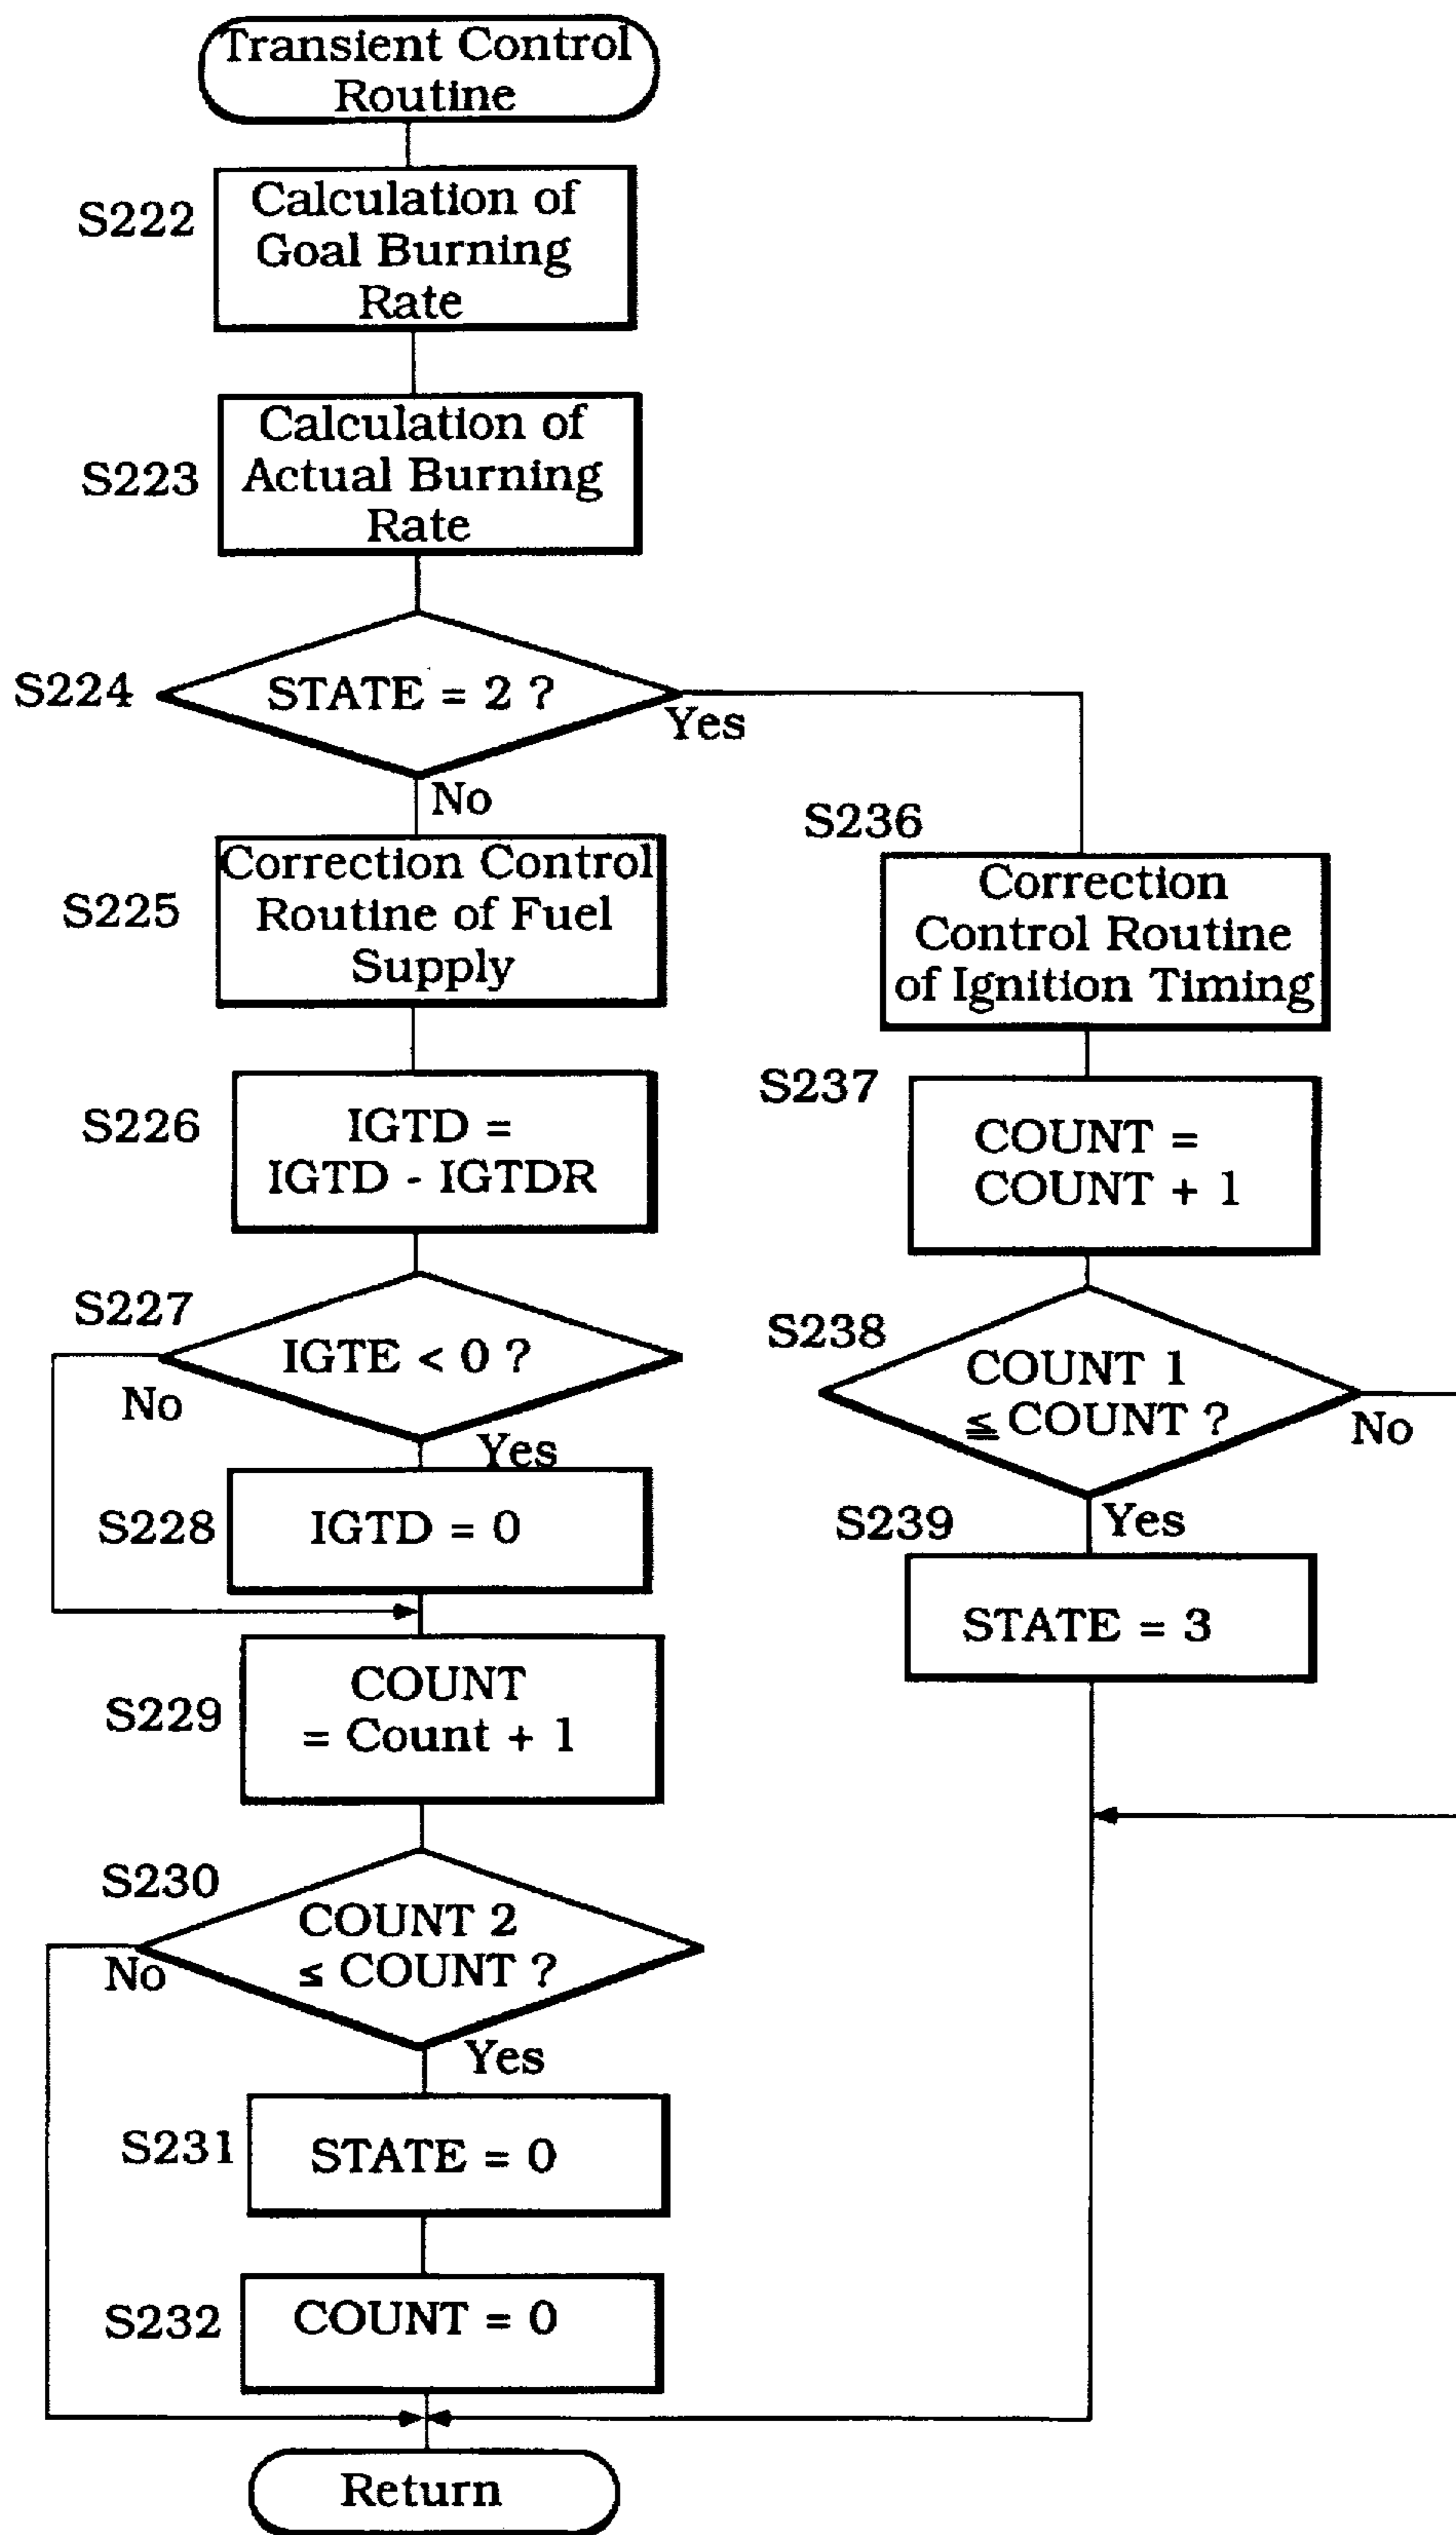 Transient Control
Routine
S222
Calculation of
Goal Burning
Rate
S223
Calculation of
Actual Burning
Rate
S224
STATE = 2 ?
Yes
No
S225
Correction Control
Routine of Fuel
Supply
S226
IGTD =
IGTD - IGTDR
S227
IGTE < 0 ?
No
Yes
S228
IGTD = 0
S229
COUNT
= Count + 1
S230
COUNT 2
≤ COUNT ?
No
Yes
S231
STATE = 0
S232
COUNT = 0
Return
S236
Correction
Control Routine
of Ignition Timing
S237
COUNT =
COUNT + 1
S238
COUNT 1
≦ COUNT ?
No
Yes
S239
STATE = 3